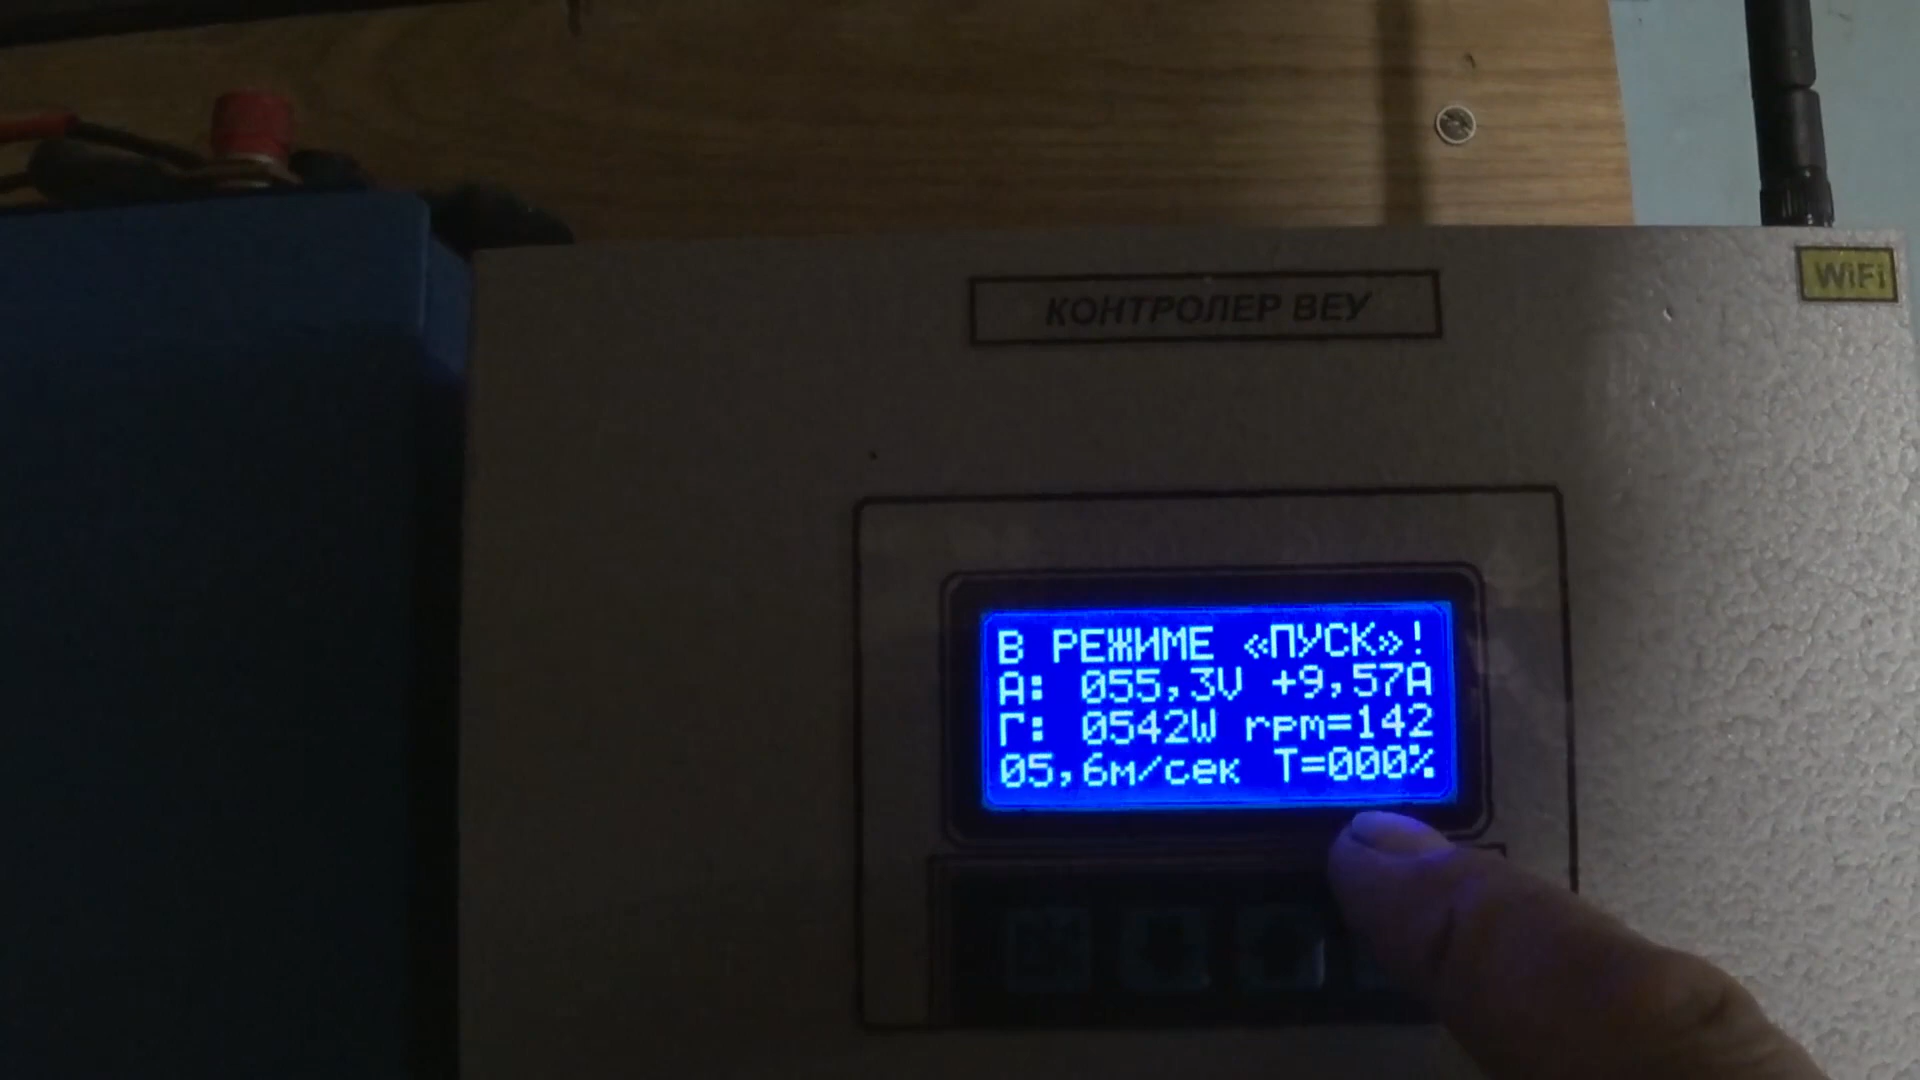 WiFi
КОНТРОЛЕР ВЕУ
В РЕЖИМЕ «ПУСК»!
А: 055,3V +9,57A
Г: 0542W rpm=142
05,6м/сек Т=000%